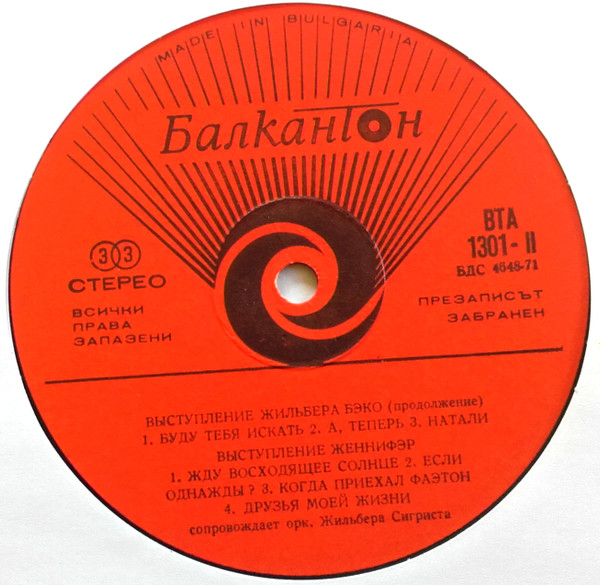 MADE IN BULGARIA
Балкантон
ВТА
1301 - II
БДС 4648-71
33
СТЕРЕО
ВСИЧКИ
ПРАВА
ЗАПАЗЕНИ
ПРЕЗАПИСЪТ
ЗАБРАНЕН
ВЫСТУПЛЕНИЕ ЖИЛЬБЕРА БЭКО (продолжение)
1. БУДУ ТЕБЯ ИСКАТЬ 2. А, ТЕПЕРЬ 3. НАТАЛИ
ВЫСТУПЛЕНИЕ ЖЕННИФЭР
1. ЖДУ ВОСХОДЯЩЕЕ СОЛНЦЕ 2. ЕСЛИ
ОДНАЖДЫ ? 3. КОГДА ПРИЕХАЛ ФАЭТОН
4. ДРУЗЬЯ МОЕЙ ЖИЗНИ
сопровождает орк. Жильбера Сигриста